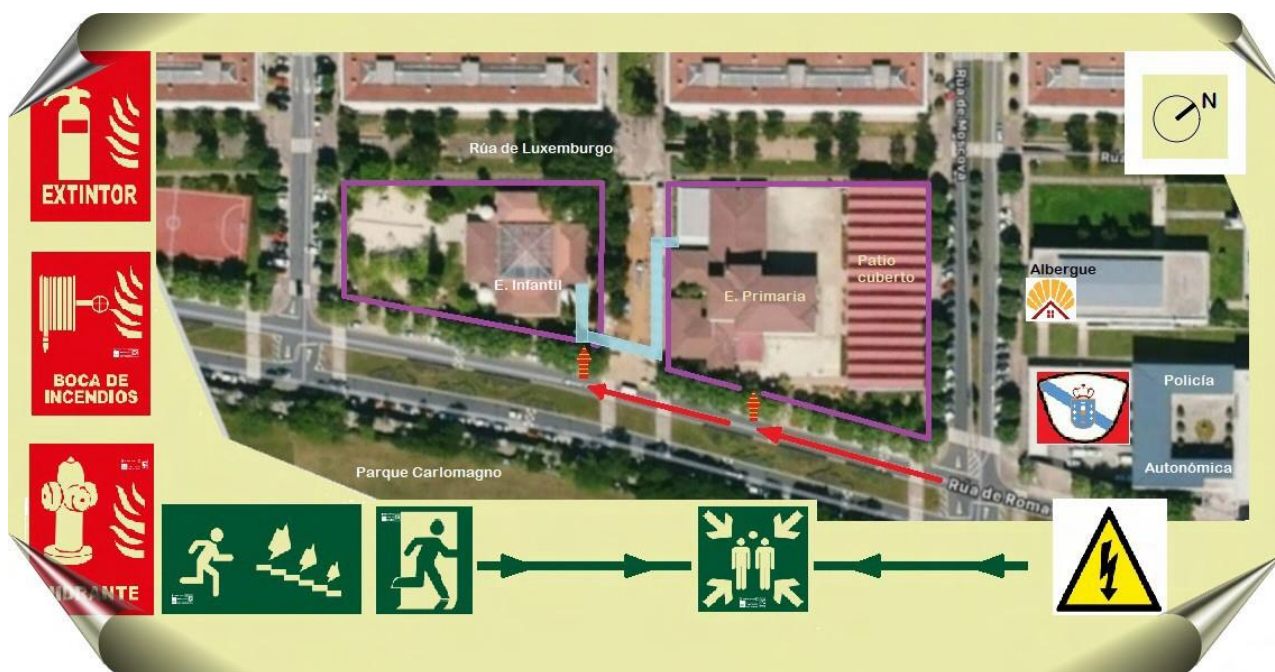 EXTINTOR
BOCA DE
INCENDIOS
HIDRANTE
Rúa de Luxemburgo
Rúa de Moscova
N
E. Infantil
E. Primaria
Patio
cuberto
Albergue
Policía
Autonómica
Parque Carlomagno
Rúa de Roma